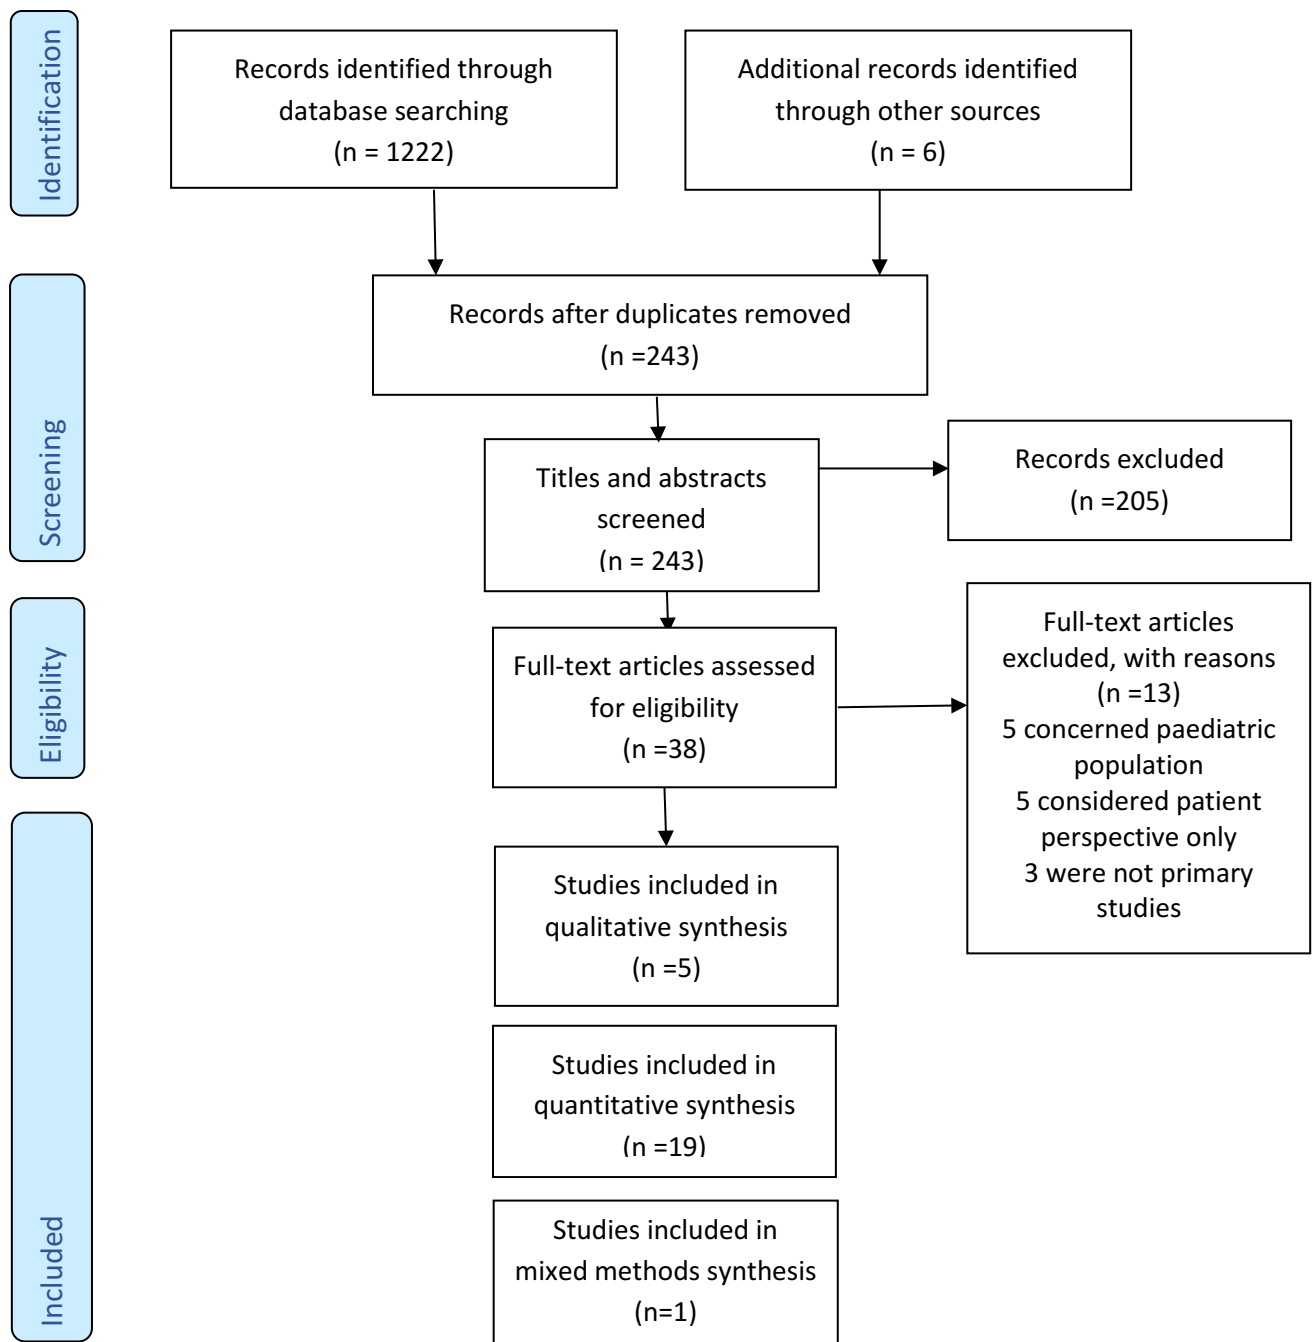 Identification
Records identified through
database searching
(n = 1222)
Additional records identified
through other sources
(n = 6)
Screening
Records after duplicates removed
(n =243)
Titles and abstracts
screened
(n = 243)
Records excluded
(n =205)
Eligibility
Full-text articles assessed
for eligibility
(n =38)
Full-text articles
excluded, with reasons
(n =13)
5 concerned paediatric
population
5 considered patient
perspective only
3 were not primary
studies
Included
Studies included in
qualitative synthesis
(n =5)
Studies included in
quantitative synthesis
(n =19)
Studies included in
mixed methods synthesis
(n=1)